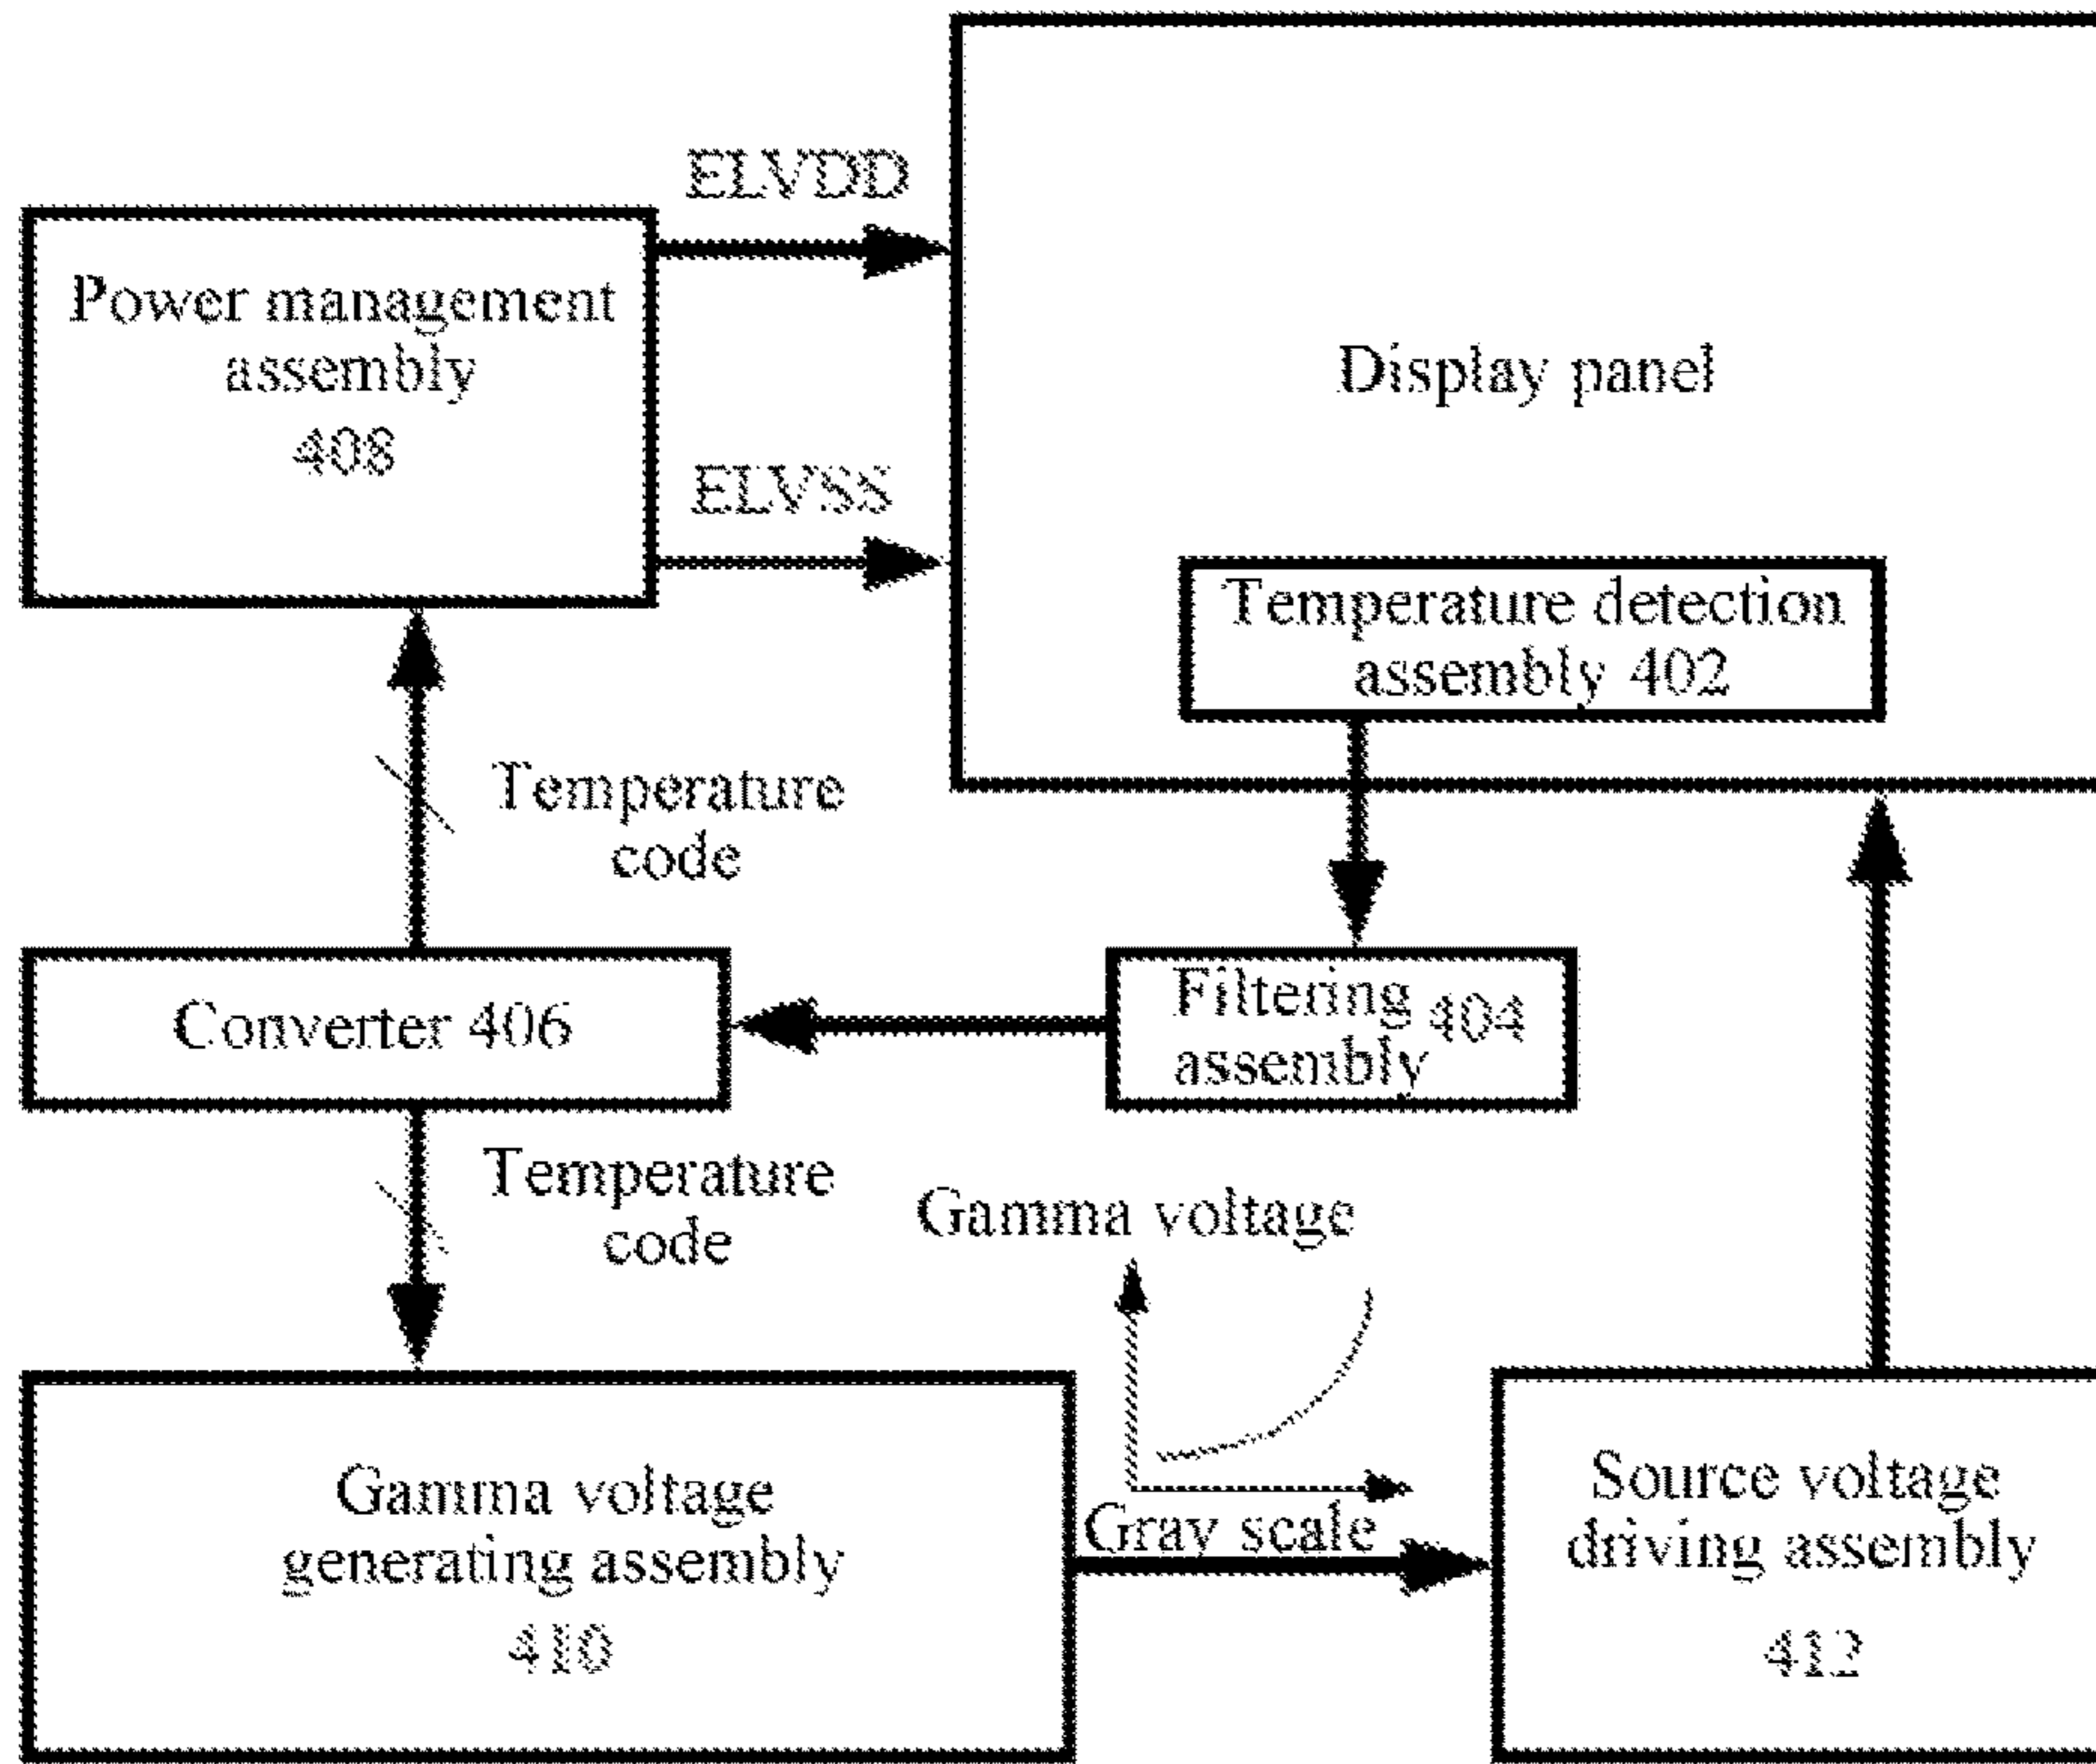 ELVDD
Power management
assembly
408
Display panel
ELVSS
Temperature detection
assembly 402
Temperature
code
Converter 406
Filtering
assembly
404
Temperature
code
Gamma voltage
Gray scale
Gamma voltage
generating assembly
410
Source voltage
driving assembly
412